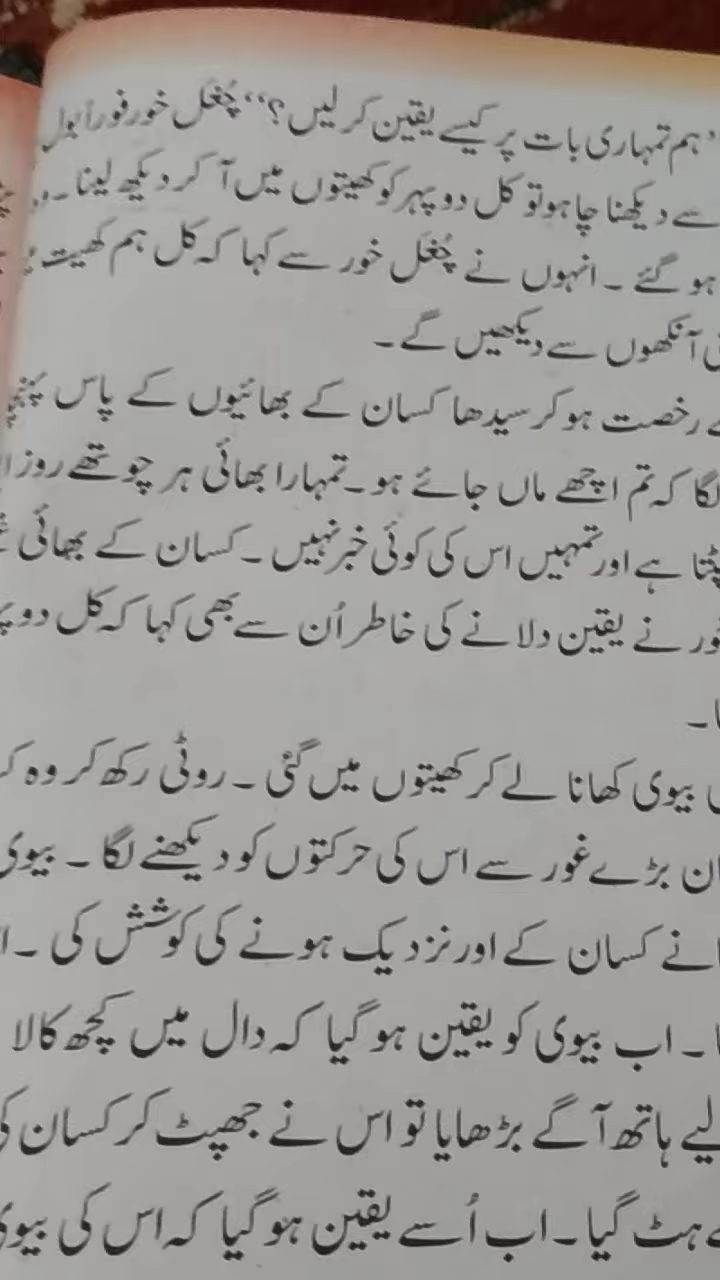 ہم تمہاری بات پر کیسے یقین کر لیں؟‘‘ چُغل خور فوراً بول
سے دیکھنا چاہو تو کل دوپہر کو کھیتوں میں آ کر دیکھ لینا۔
ہو گئے ۔ انہوں نے چُغل خور سے کہا کہ کل ہم کھیت
آنکھوں سے دیکھیں گے۔
رخصت ہو کر سیدھا کسان کے بھائیوں کے پاس
لگا کہ تم اچھے ماں جائے ہو۔ تمہارا بھائی ہر چوتھے روز
ہے اور تمہیں اس کی کوئی خبر نہیں ۔ کسان کے بھائی
نے یقین دلانے کی خاطر اُن سے بھی کہا کہ کل
بیوی کھانا لے کر کھیتوں میں گئی ۔ روٹی رکھ کر وہ
بڑے غور سے اس کی حرکتوں کو دیکھنے لگا ۔ بیوی
نے کسان کے اور نزدیک ہونے کی کوشش کی ۔
۔ اب بیوی کو یقین ہو گیا کہ دال میں کچھ کالا
لیے ہاتھ آگے بڑھایا تو اس نے جھپٹ کر کسان کی
ہٹ گیا۔ اب اُسے یقین ہو گیا کہ اس کی بیوی